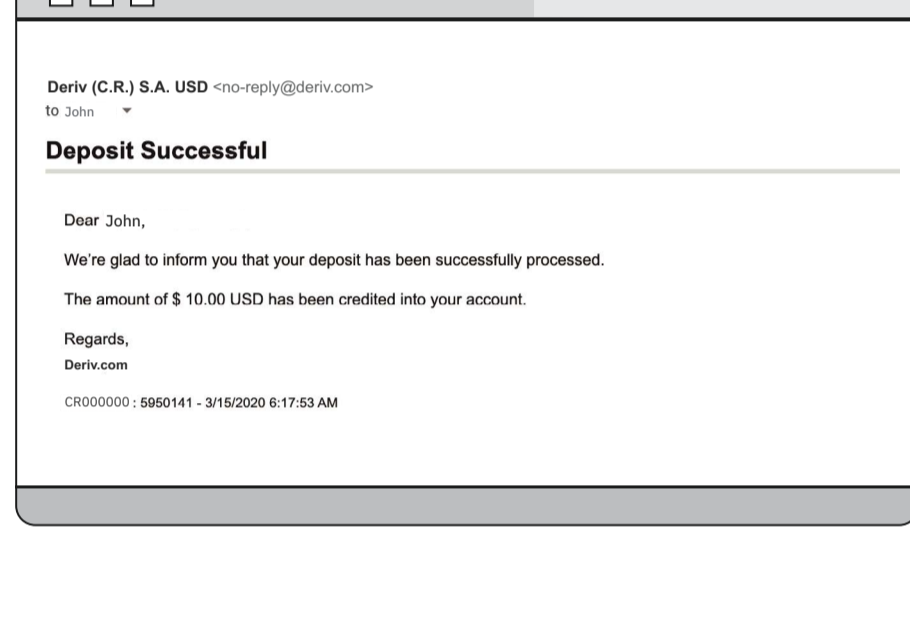 Deriv (C.R.) S.A. USD <no-reply@deriv.com>
to John
Deposit Successful
Dear John,
We're glad to inform you that your deposit has been successfully processed.
The amount of $ 10.00 USD has been credited into your account.
Regards,
Deriv.com
CR000000 : 5950141 - 3/15/2020 6:17:53 AM